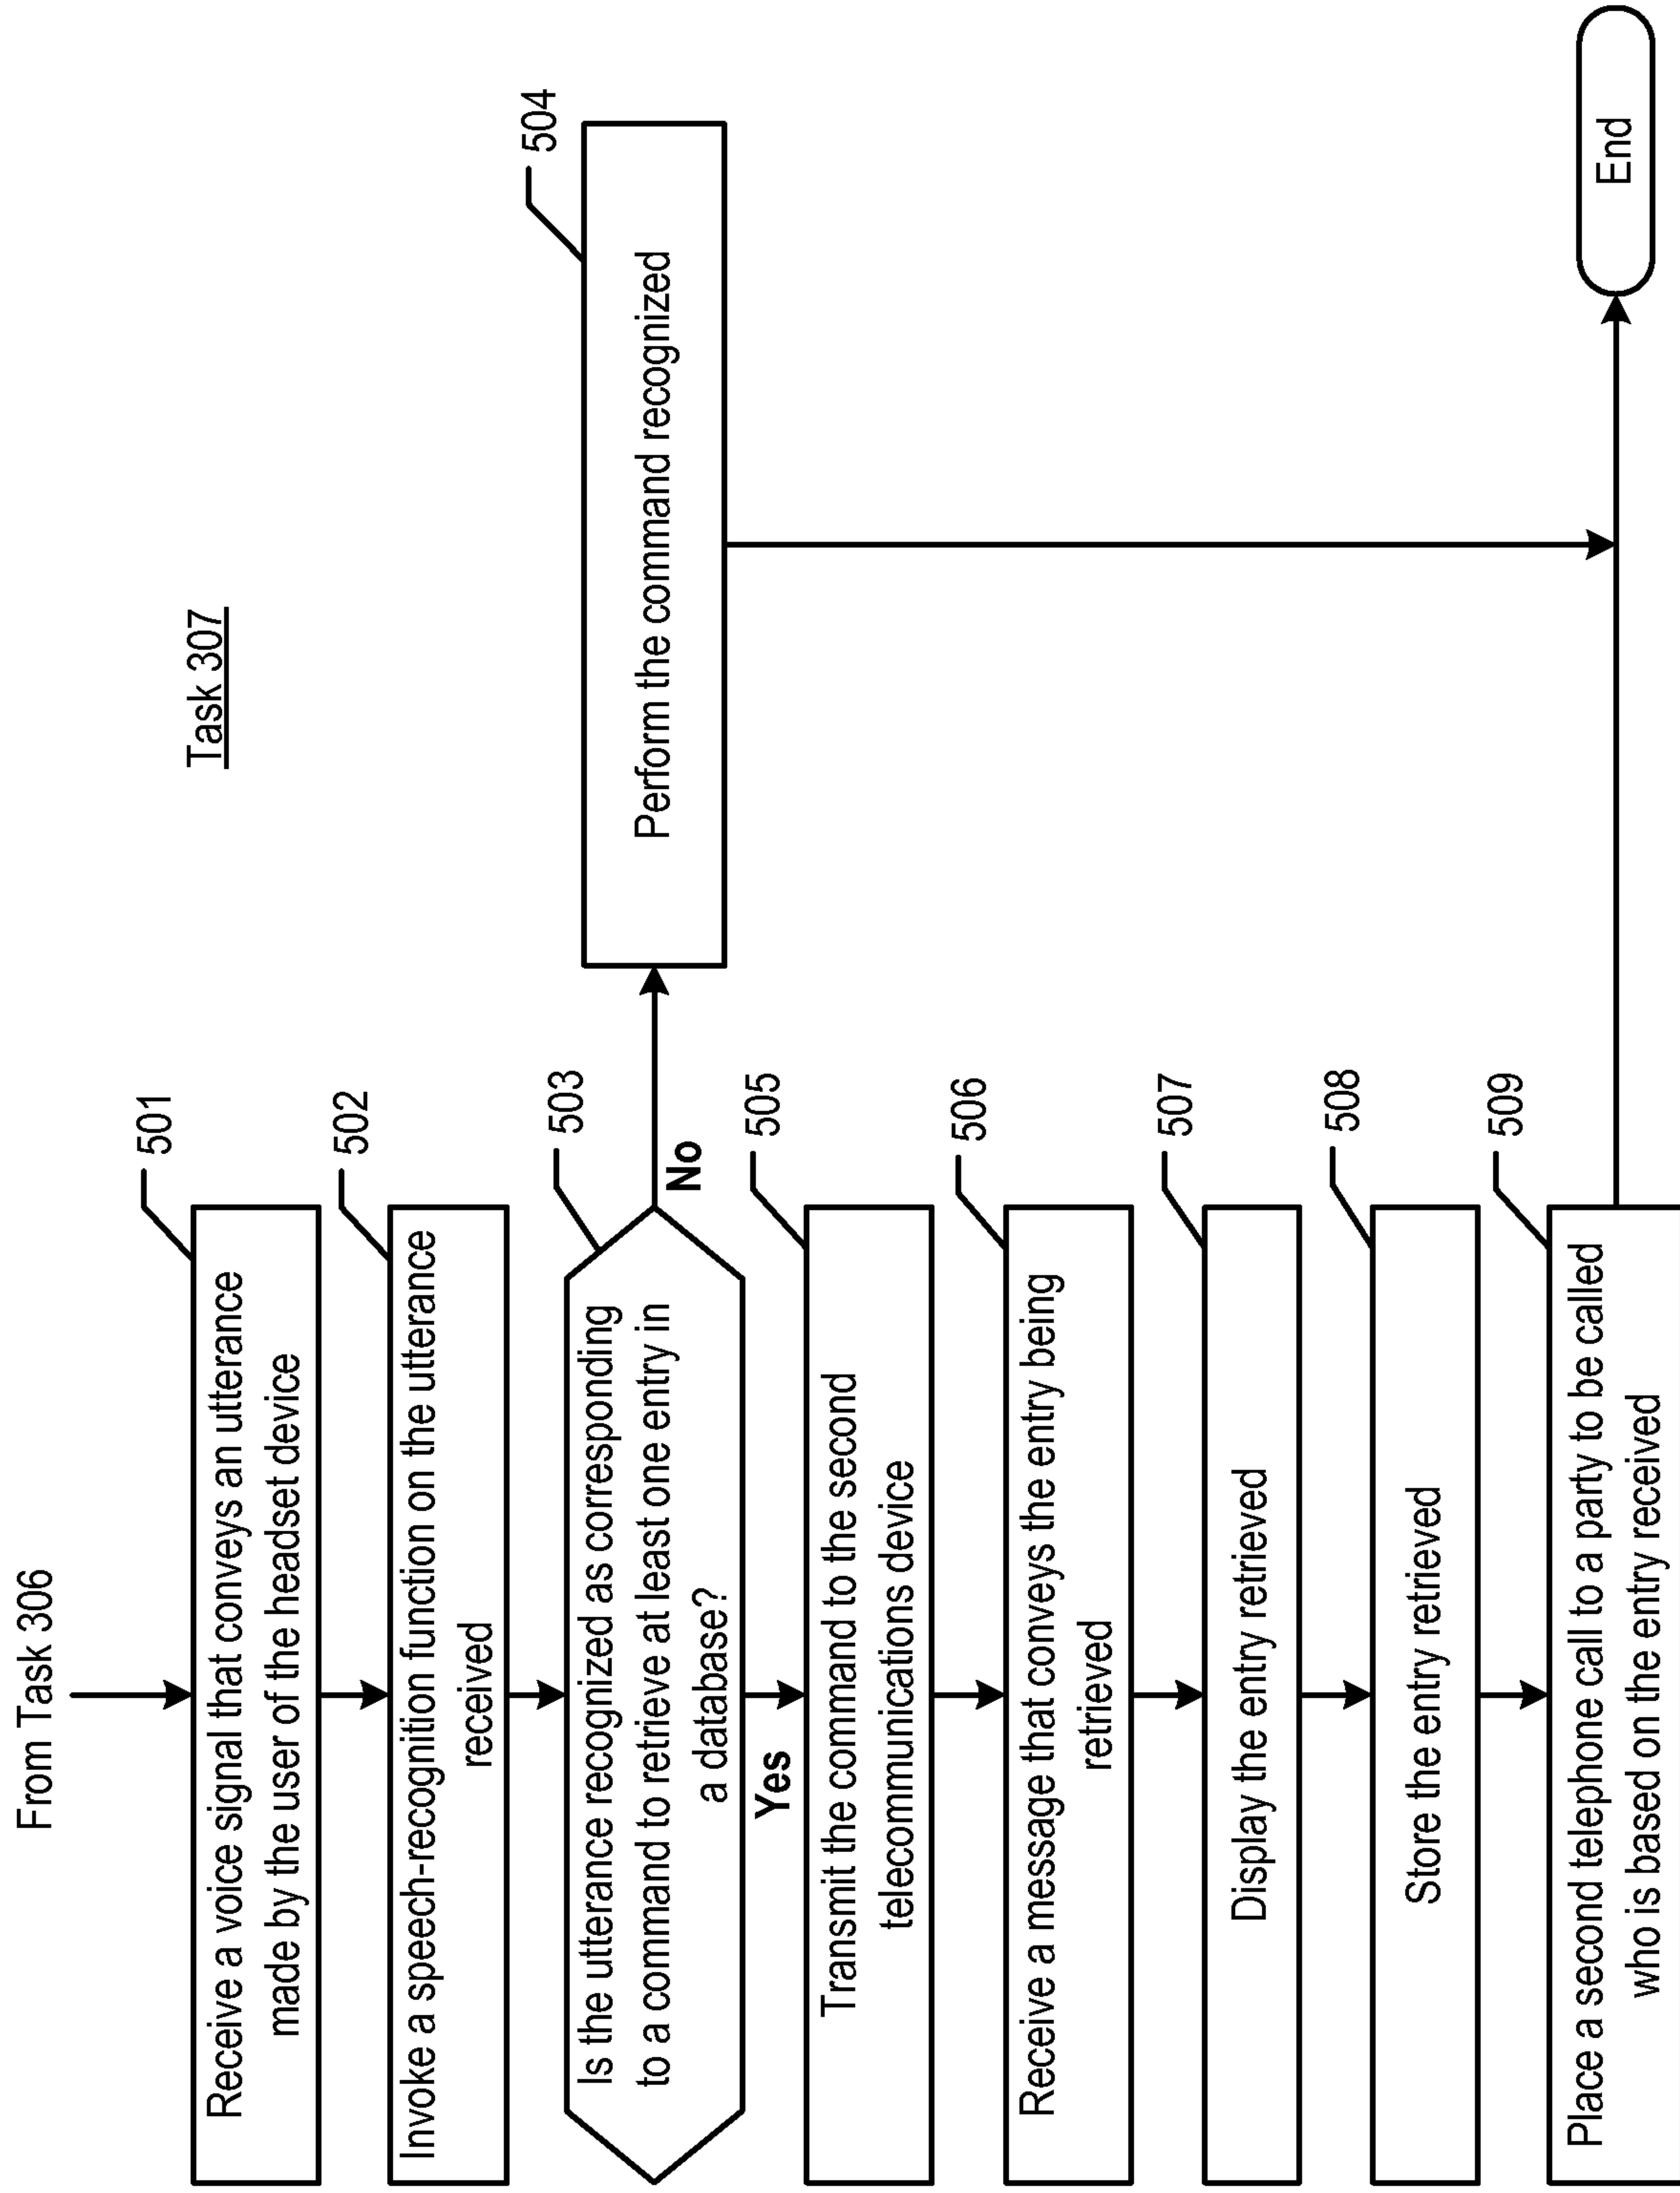 Task 307
From Task 306
501
Receive a voice signal that conveys an utterance
made by the user of the headset device
502
Invoke a speech-recognition function on the utterance
received
503
Is the utterance recognized as corresponding
to a command to retrieve at least one entry in
a database?
No
504
Perform the command recognized
Yes
505
Transmit the command to the second
telecommunications device
506
Receive a message that conveys the entry being
retrieved
507
Display the entry retrieved
508
Store the entry retrieved
509
Place a second telephone call to a party to be called
who is based on the entry received
End